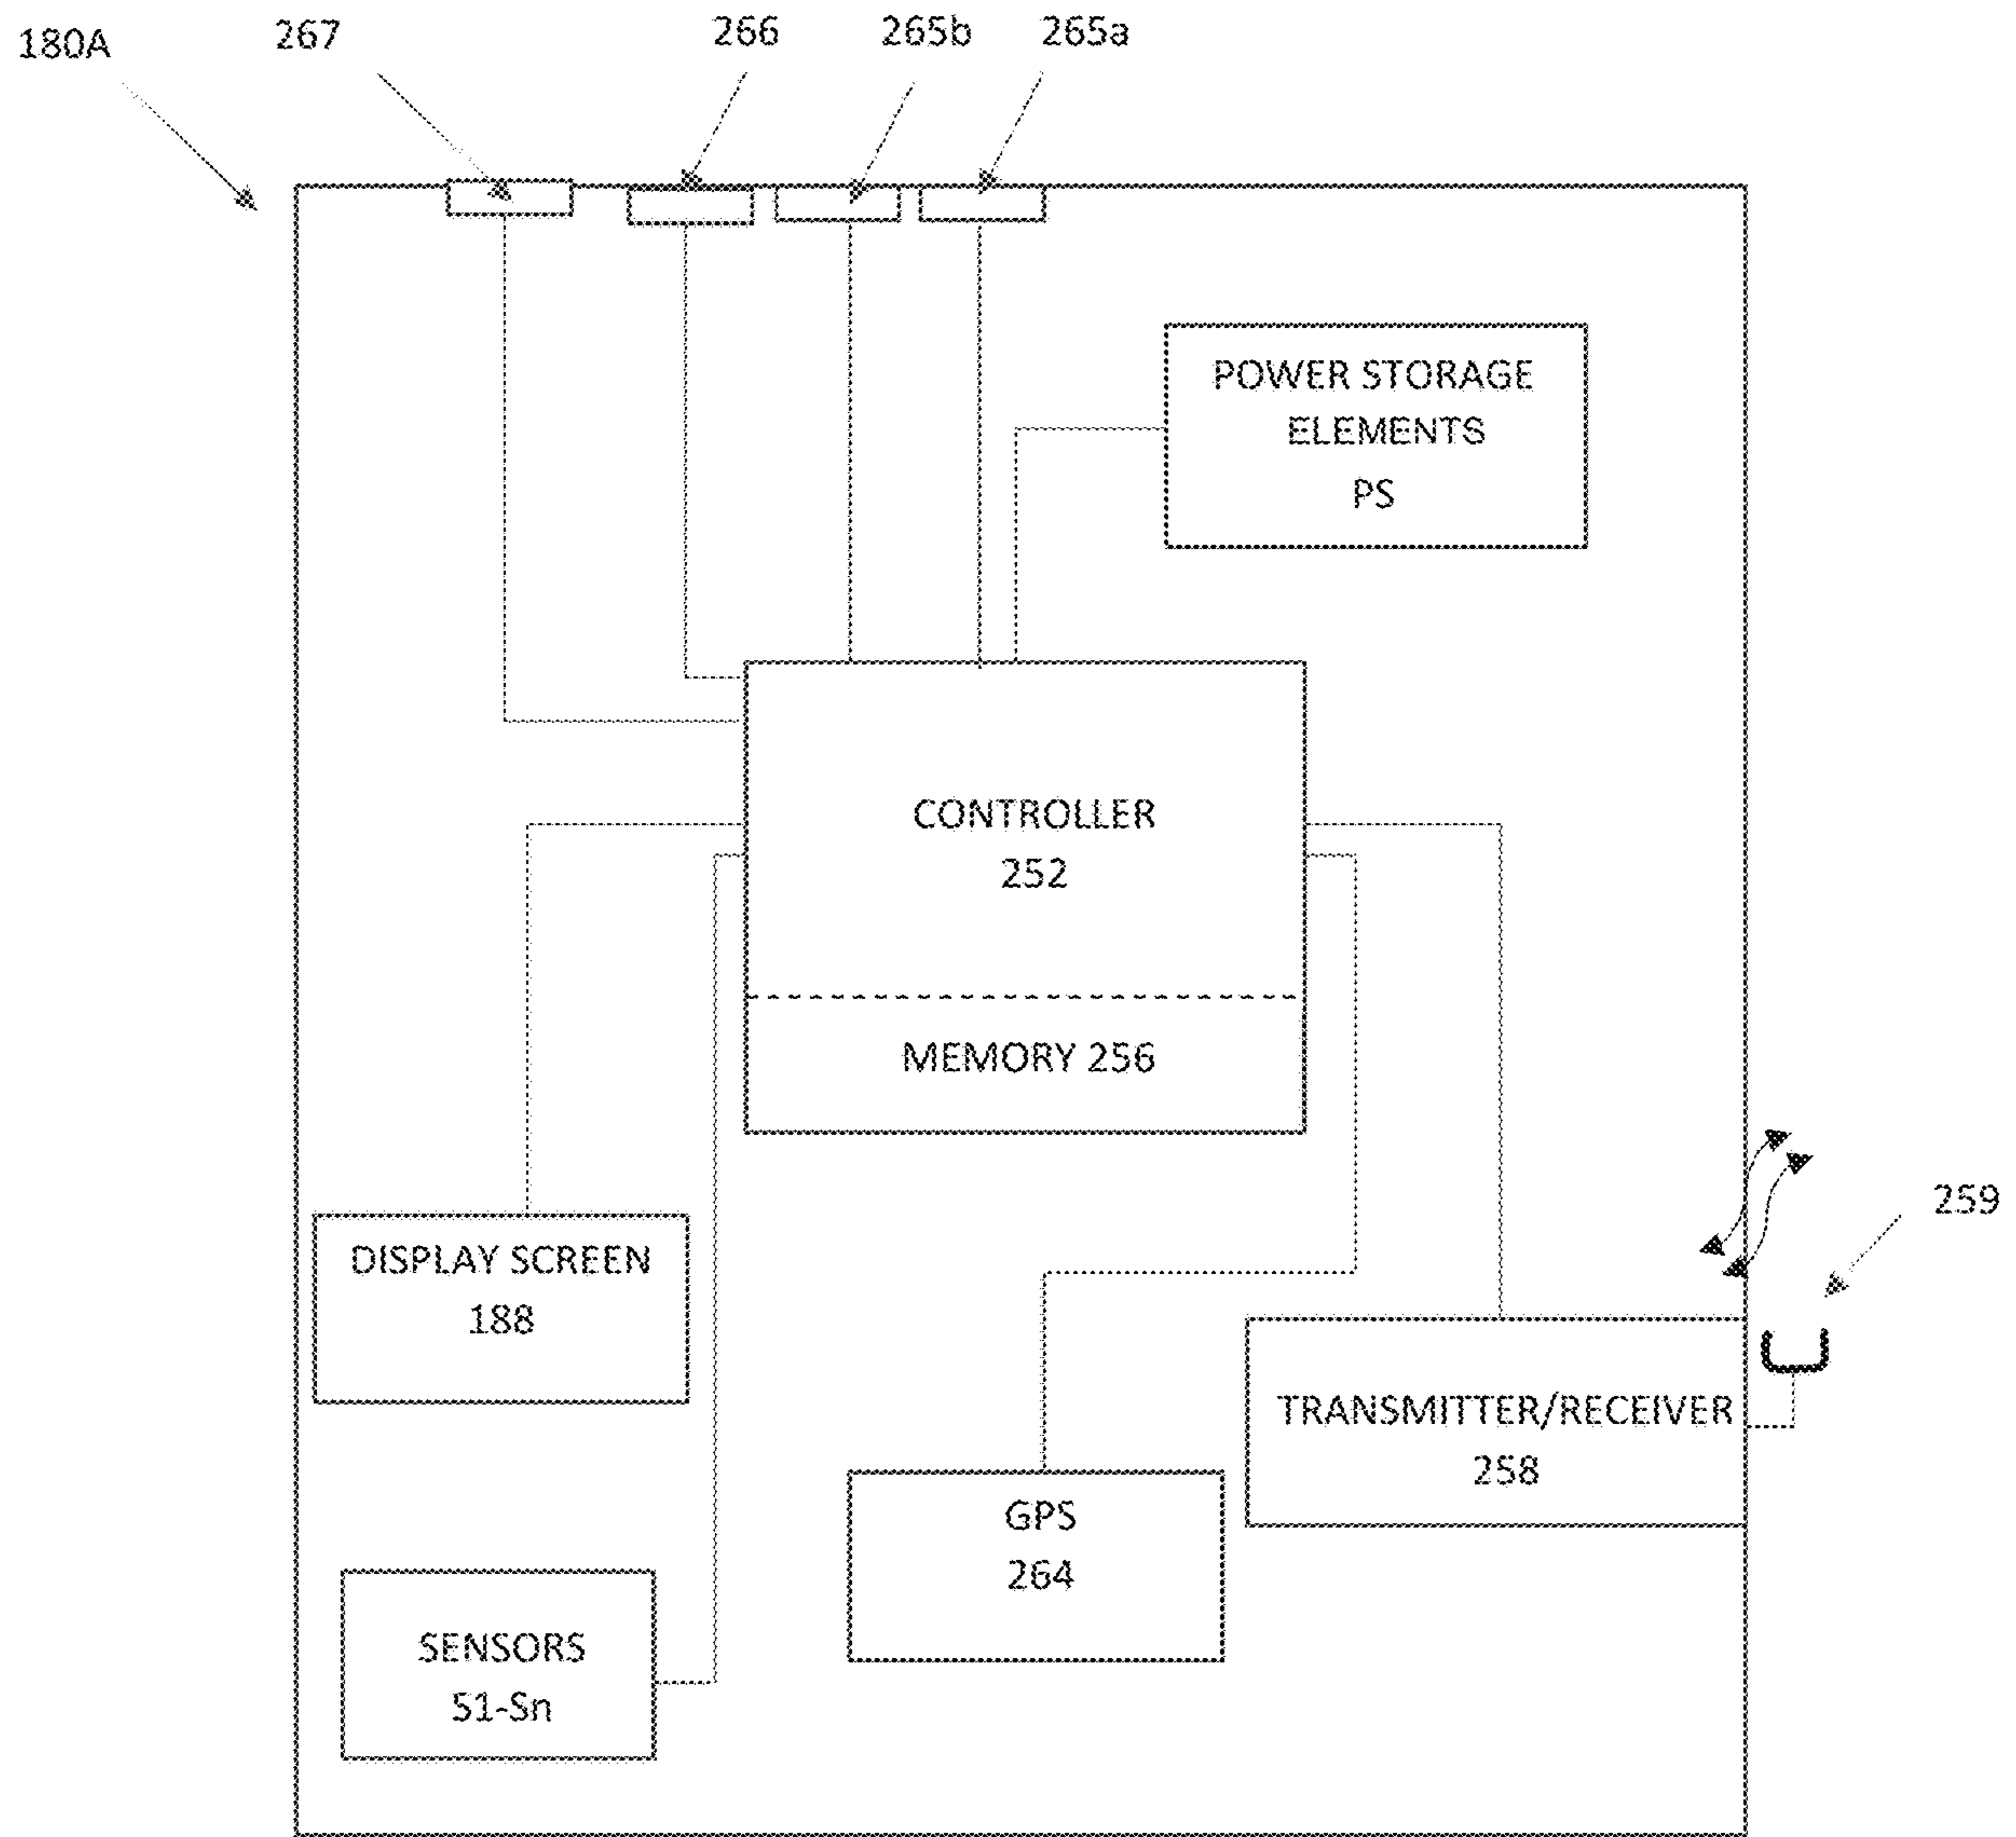 180A
267
266
265b
265a
POWER STORAGE
ELEMENTS
PS
CONTROLLER
252
MEMORY 256
259
DISPLAY SCREEN
188
TRANSMITTER/RECEIVER
258
GPS
264
SENSORS
S1-Sn